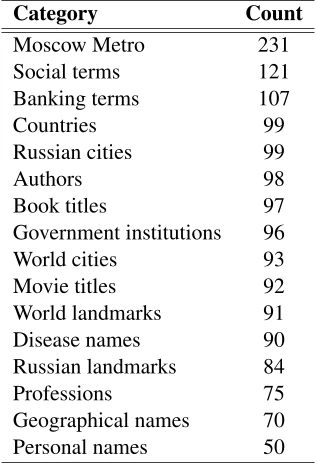 Category Count
Moscow Metro 231
Social terms 121
Banking terms 107
Countries 99
Russian cities 99
Authors 98
Book titles 97
Government institutions 96
World cities 93
Movie titles 92
World landmarks 91
Disease names 90
Russian landmarks 84
Professions 75
Geographical names 70
Personal names 50